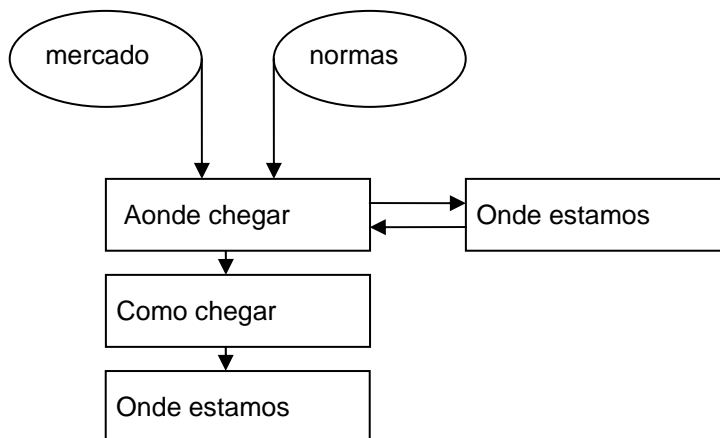 mercado
normas
Aonde chegar
Onde estamos
Como chegar
Onde estamos